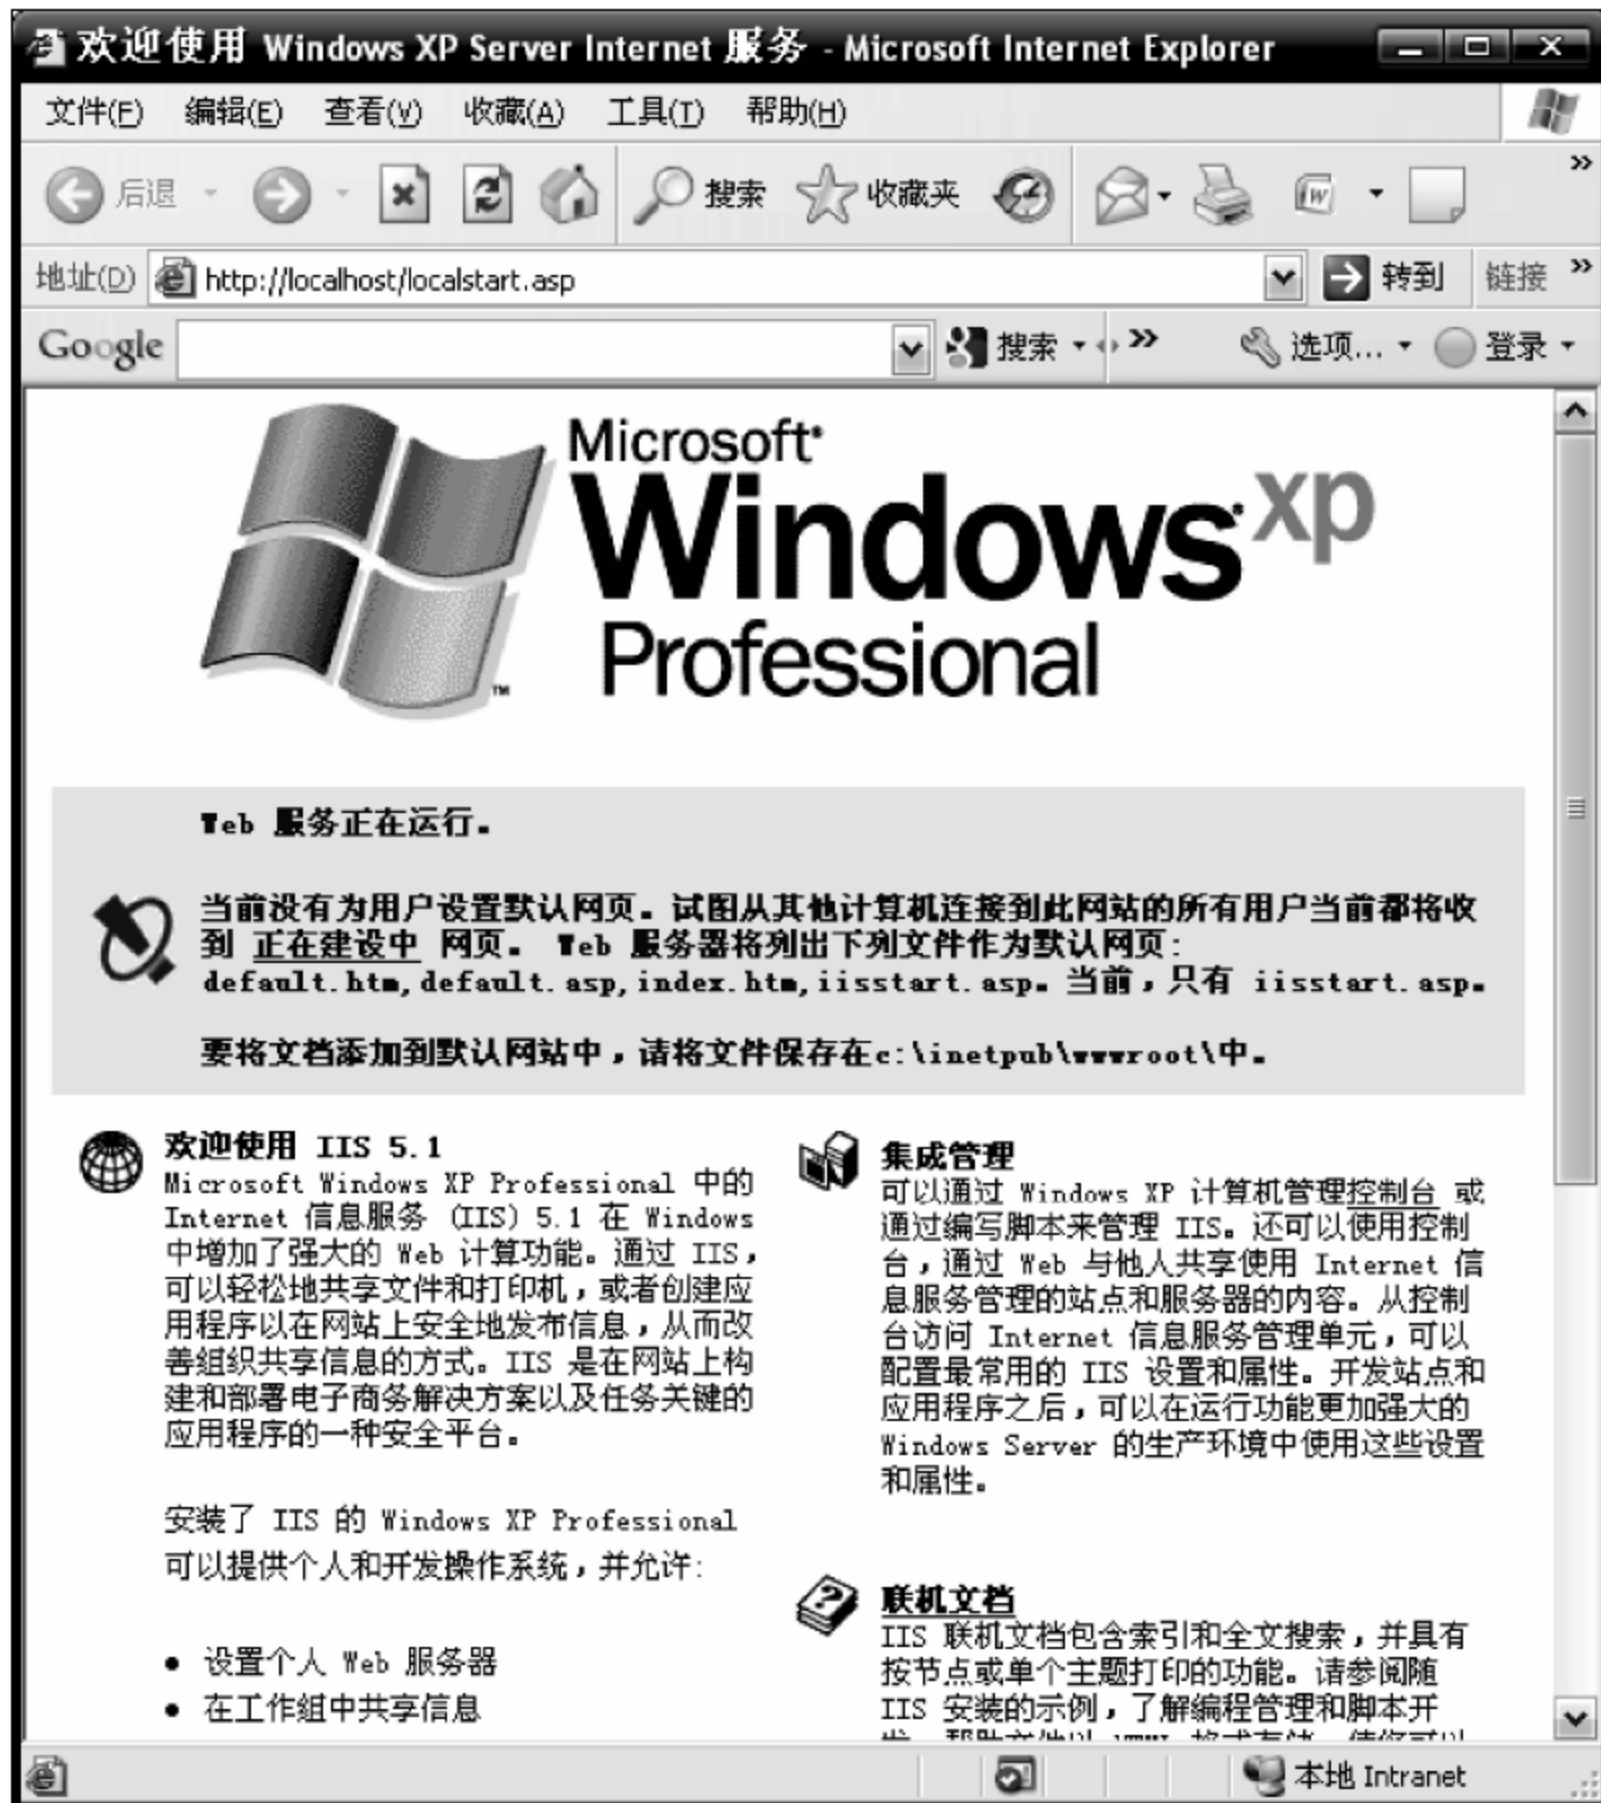 欢迎使用 Windows XP Server Internet 服务 - Microsoft Internet Explorer
文件(F) 编辑(E) 查看(V) 收藏(A) 工具(T) 帮助(H)
后退 搜索 收藏夹
地址(D) http://localhost/localstart.asp 转到 链接 »
Google 搜索 » 选项... 登录
Microsoft
Windows xp
Professional
Web 服务正在运行。
当前没有为用户设置默认网页。试图从其他计算机连接到此网站的所有用户当前都将收
到 正在建设中 网页。 Web 服务器将列出下列文件作为默认网页:
default.htm,default.asp,index.htm,iisstart.asp。当前，只有 iisstart.asp。
要将文档添加到默认网站中，请将文件保存在c:\inetpub\wwwroot\中。
欢迎使用 IIS 5.1
Microsoft Windows XP Professional 中的
Internet 信息服务 (IIS) 5.1 在 Windows
中增加了强大的 Web 计算功能。通过 IIS，
可以轻松地共享文件和打印机，或者创建应
用程序以在网站上安全地发布信息，从而改
善组织共享信息的方式。IIS 是在网站上构
建和部署电子商务解决方案以及任务关键的
应用程序的一种安全平台。
安装了 IIS 的 Windows XP Professional
可以提供个人和开发操作系统，并允许:
● 设置个人 Web 服务器
● 在工作组中共享信息
集成管理
可以通过 Windows XP 计算机管理控制台 或
通过编写脚本来管理 IIS。还可以使用控制
台，通过 Web 与他人共享使用 Internet 信
息服务管理的站点和服务器的内容。从控制
台访问 Internet 信息服务管理单元，可以
配置最常用的 IIS 设置和属性。开发站点和
应用程序之后，可以在运行功能更加强大的
Windows Server 的生产环境中使用这些设置
和属性。
联机文档
IIS 联机文档包含索引和全文搜索，并具有
按节点或单个主题打印的功能。请参阅随
IIS 安装的示例，了解编程管理和脚本开
本地 Intranet